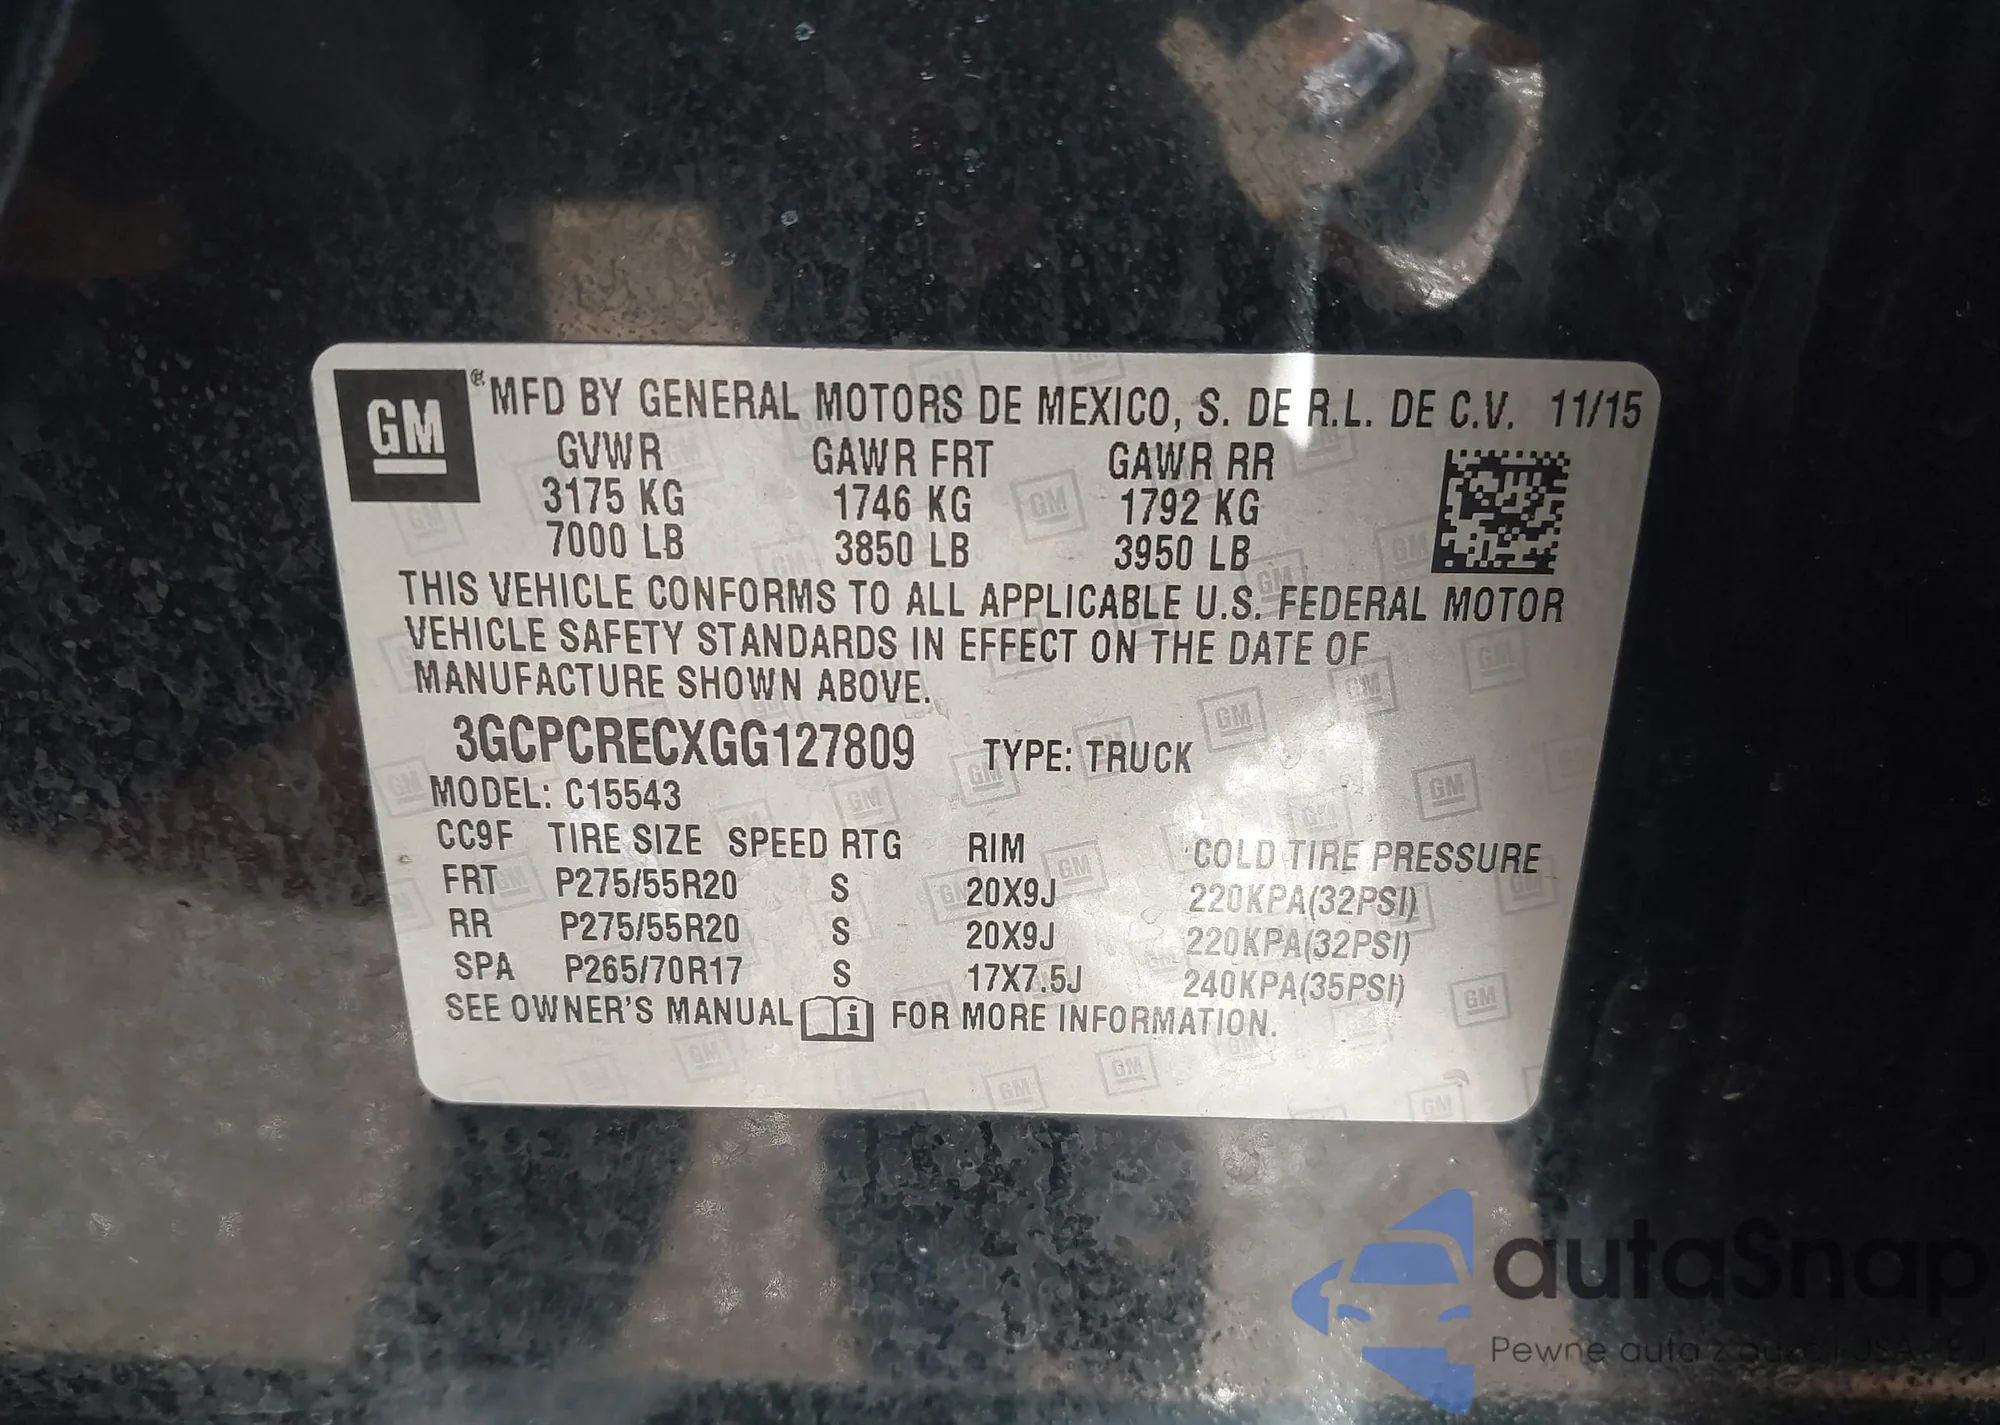 GM ® MFD BY GENERAL MOTORS DE MEXICO, S. DE R.L. DE C.V. 11/15
GVWR GAWR FRT GAWR RR
3175 KG 1746 KG 1792 KG
7000 LB 3850 LB 3950 LB
THIS VEHICLE CONFORMS TO ALL APPLICABLE U.S. FEDERAL MOTOR
VEHICLE SAFETY STANDARDS IN EFFECT ON THE DATE OF
MANUFACTURE SHOWN ABOVE.
3GCPCRECXGG127809 TYPE: TRUCK
MODEL: C15543
CC9F TIRE SIZE SPEED RTG RIM COLD TIRE PRESSURE
FRT P275/55R20 S 20X9J 220KPA(32PSI)
RR P275/55R20 S 20X9J 220KPA(32PSI)
SPA P265/70R17 S 17X7.5J 240KPA(35PSI)
SEE OWNER'S MANUAL i FOR MORE INFORMATION.
autaSnap
Pewne auta z aukcji USA